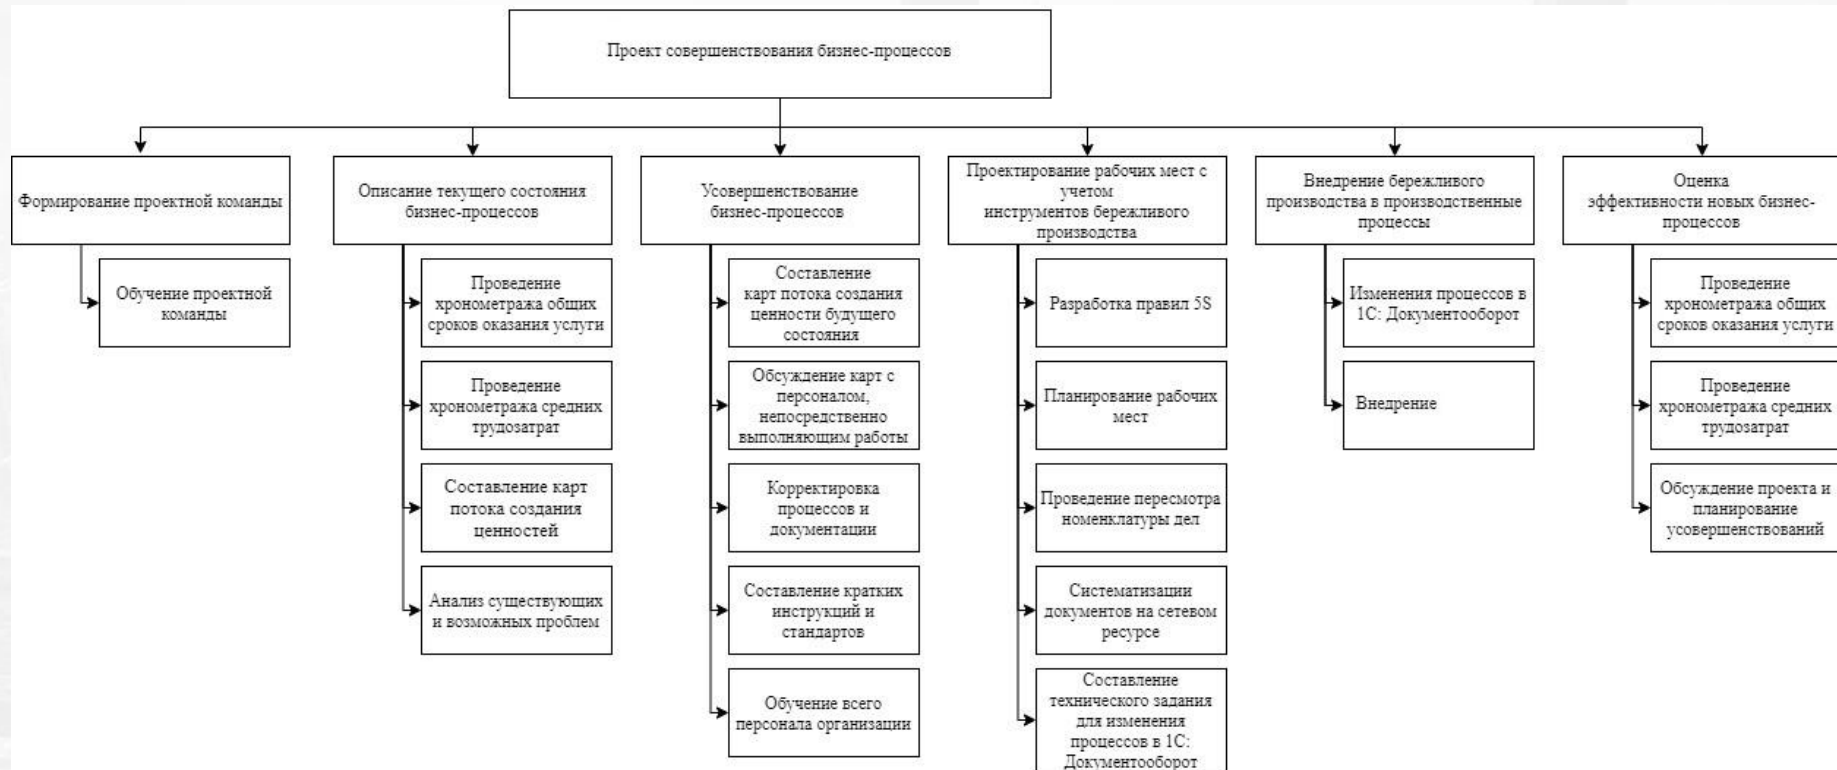 Проект совершенствования бизнес-процессов
Формирование проектной команды
Обучение проектной
команды
Описание текущего состояния
бизнес-процессов
Проведение
хронометража общих
сроков оказания услуги
Проведение
хронометража средних
трудозатрат
Составление карт
потока создания
ценностей
Анализ существующих
и возможных проблем
Усовершенствование
бизнес-процессов
Составление
карт потока создания
ценности будущего
состояния
Обсуждение карт с
персоналом,
непосредственно
выполняющим работы
Корректировка
процессов и
документации
Составление кратких
инструкций и
стандартов
Обучение всего
персонала организации
Проектирование рабочих мест с
учетом
инструментов бережливого
производства
Разработка правил 5S
Планирование рабочих
мест
Проведение пересмотра
номенклатуры дел
Систематизации
документов на сетевом
ресурсе
Составление
технического задания
для изменения
процессов в 1С:
Документооборот
Внедрение бережливого
производства в производственные
процессы
Изменения процессов в
1С: Документооборот
Внедрение
Оценка
эффективности новых бизнес-
процессов
Проведение
хронометража общих
сроков оказания услуги
Проведение
хронометража средних
трудозатрат
Обсуждение проекта и
планирование
усовершенствований